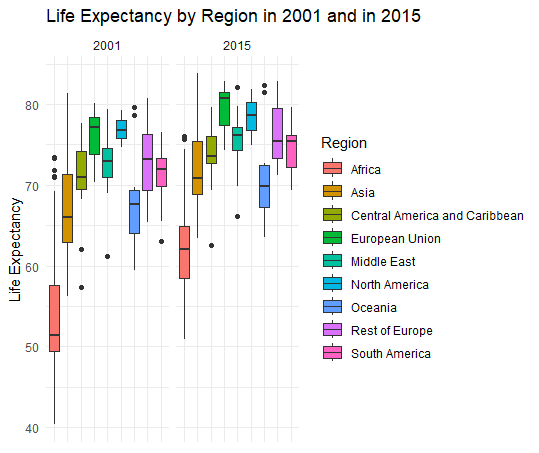 Life Expectancy by Region in 2001 and in 2015
2001
2015
Life Expectancy
80
70
60
50
40
Region
Africa
Asia
Central America and Caribbean
European Union
Middle East
North America
Oceania
Rest of Europe
South America